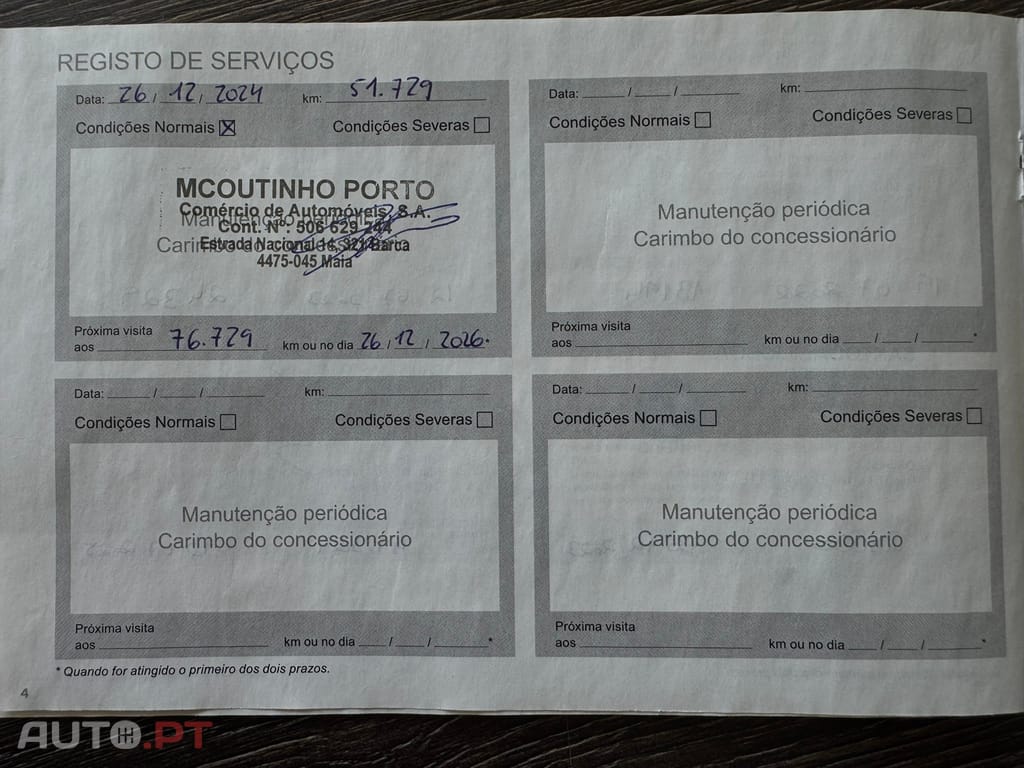 REGISTO DE SERVIÇOS
Data: 26 / 12 / 2024 km: 51.729
Condições Normais Condições Severas
MCOUTINHO PORTO
Comércio de Automóveis, S.A.
Manutenção periódica
Cont. Nº.: 506 629 244
Carimbo do concessionário
Estrada Nacional 14, 321 Barca
4475-045 Maia
Próxima visita
aos 76.729 km ou no dia 26 / 12 / 2026.
Data: / / km:
Condições Normais Condições Severas
Manutenção periódica
Carimbo do concessionário
Próxima visita
aos km ou no dia / / *
Data: / / km:
Condições Normais Condições Severas
Manutenção periódica
Carimbo do concessionário
Próxima visita
aos km ou no dia / / *
Data: / / km:
Condições Normais Condições Severas
Manutenção periódica
Carimbo do concessionário
Próxima visita
aos km ou no dia / / *
* Quando for atingido o primeiro dos dois prazos.
4
AUTO.PT